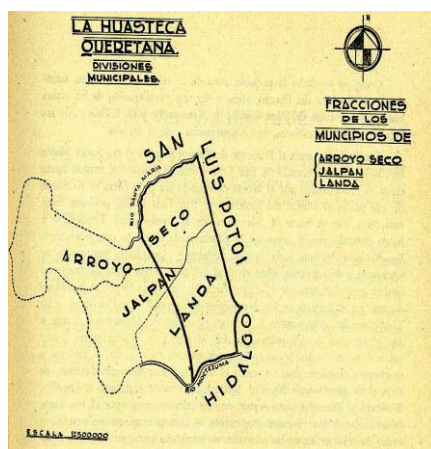 LA HUASTECA
QUERETANA.
DIVISIONES
MUNICIPALES.
N
FRACCIONES
DE LOS
MUNCIPIOS DE
ARROYO SECO
JALPAN
LANDA
SAN LUIS POTOI
RIO SANTA MARIA
ARROYO SECO
JALPAN
LANDA
RIO MOCTEZUMA
HIDALGO
ESCALA 1:500000